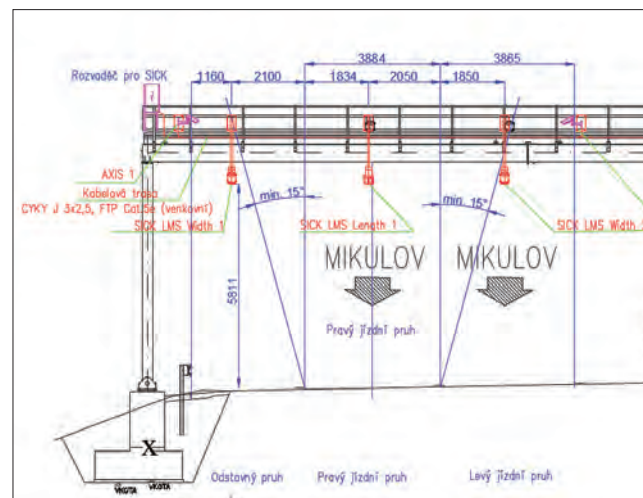 3884 3865
Rozvaděč pro SICK
1160 2100 1834 2050 1850
AXIS 1
Kabelová trasa
CYKY J 3x2,5, FTP Cat.5e (venkovní)
SICK LMS Width 1
min. 15°
SICK LMS Length 1
min. 15°
SICK LMS Width
MIKULOV MIKULOV
5811
Pravý jízdní pruh
X
Odstavný pruh Pravý jízdní pruh Levý jízdní pruh
VKOTA VKOTA